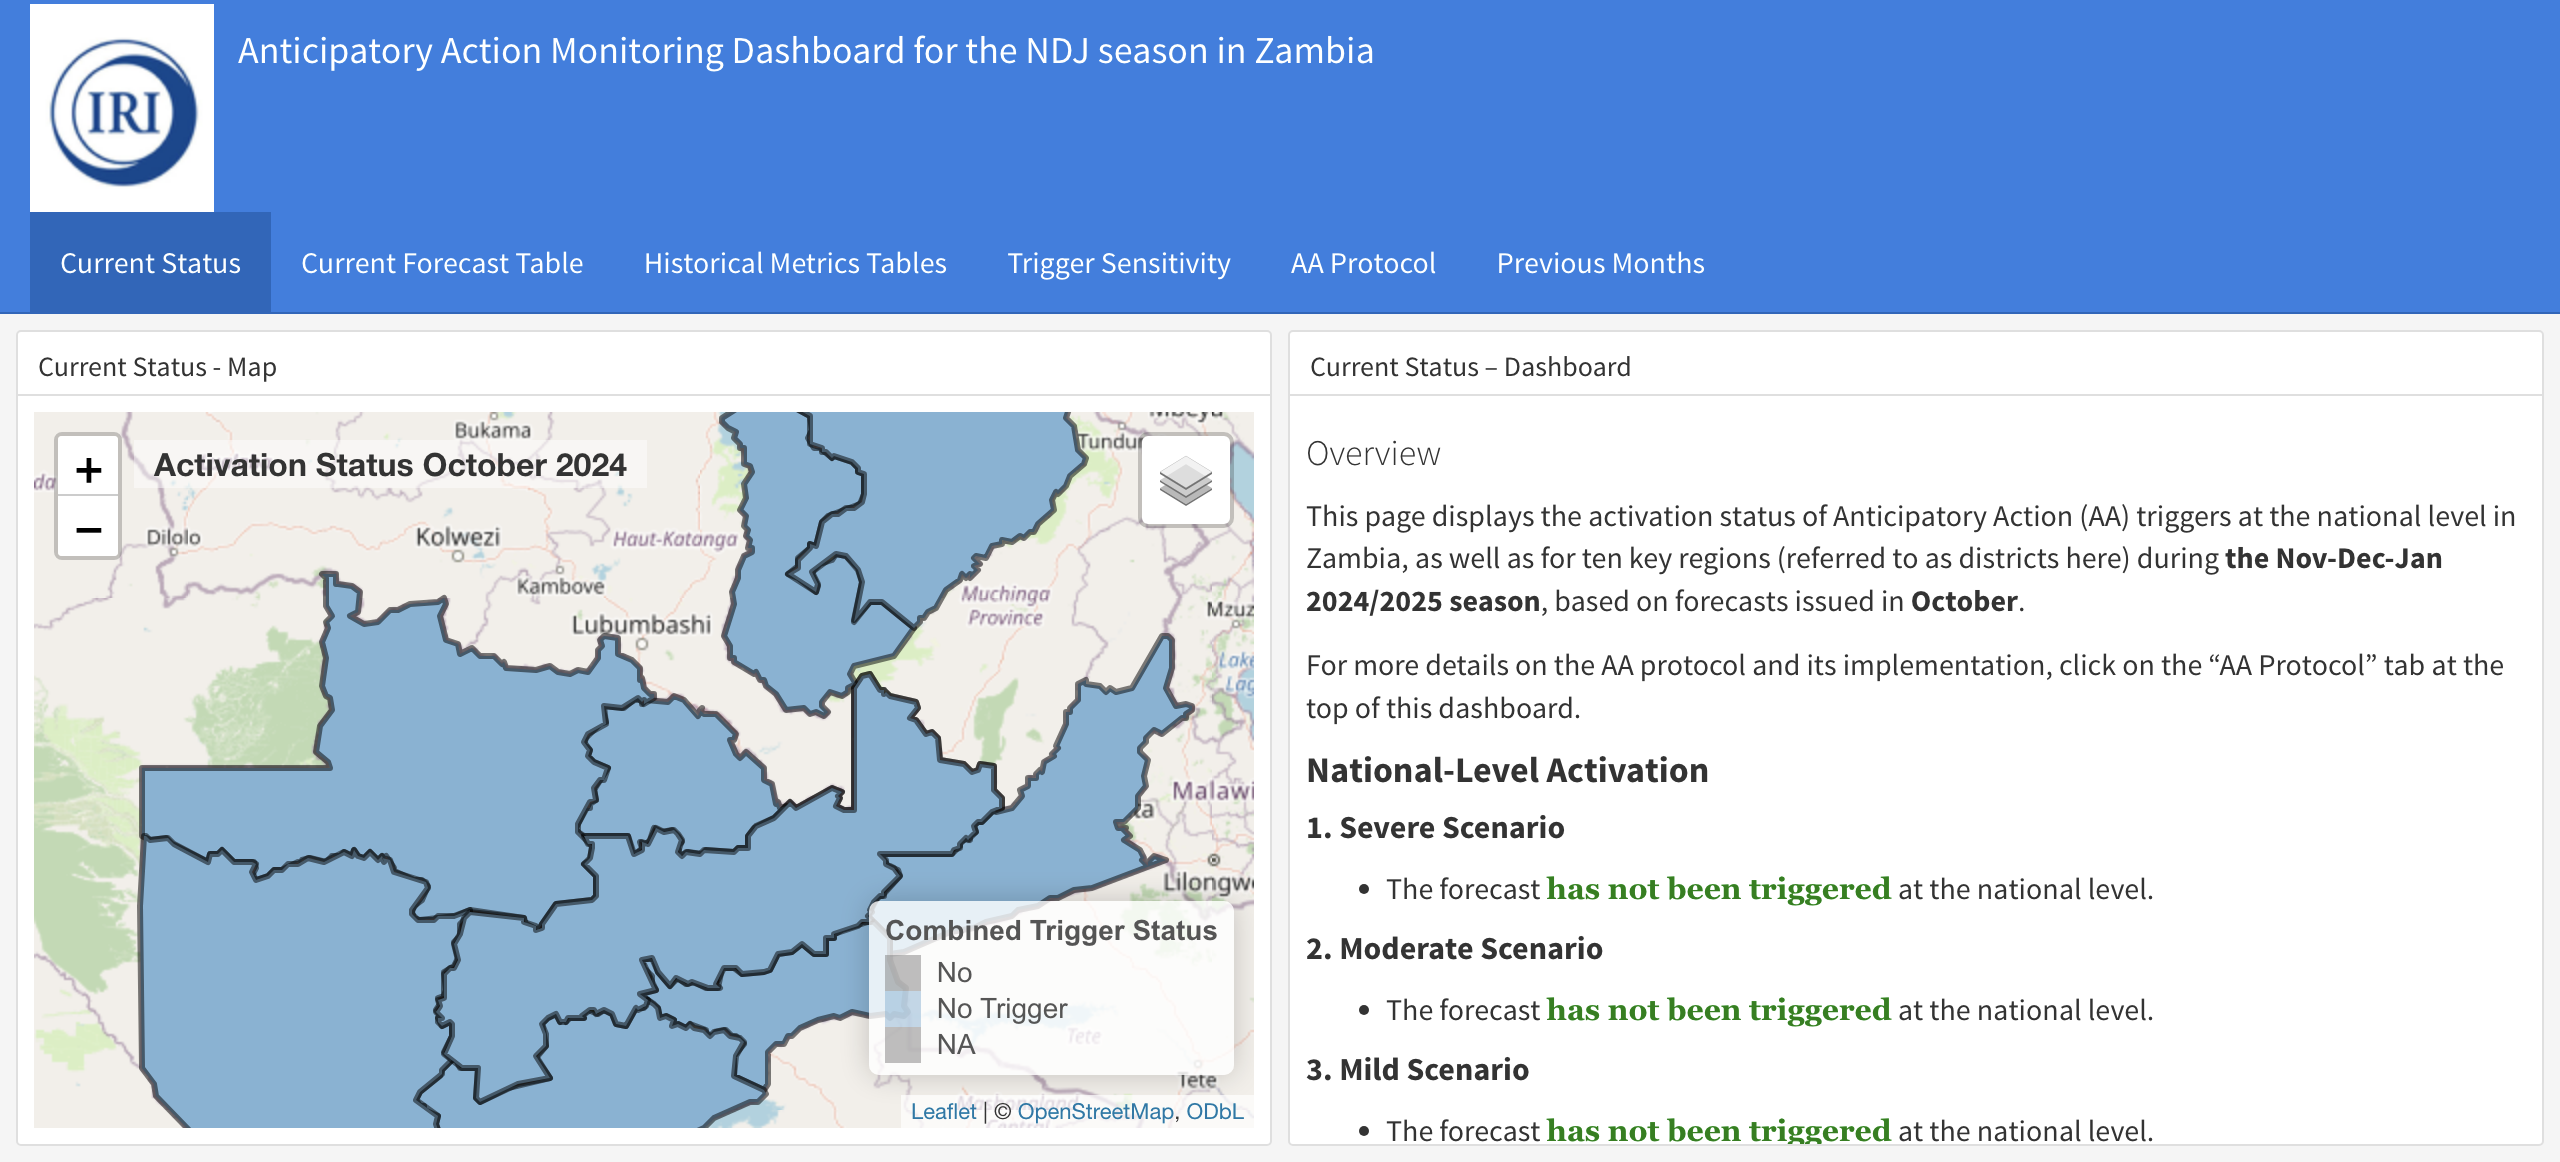 IRI
Anticipatory Action Monitoring Dashboard for the NDJ season in Zambia
Current Status
Current Forecast Table
Historical Metrics Tables
Trigger Sensitivity
AA Protocol
Previous Months
Current Status - Map
+
−
Activation Status October 2024
Bukama
Dilolo
Kolwezi
Haut-Katanga
Kambove
Lubumbashi
Muchinga
Province
Malawi
Combined Trigger Status
No
No Trigger
NA
Tete
Tete
Leaflet | © OpenStreetMap, ODbL
Current Status – Dashboard
Overview
This page displays the activation status of Anticipatory Action (AA) triggers at the national level in
Zambia, as well as for ten key regions (referred to as districts here) during the Nov-Dec-Jan
2024/2025 season, based on forecasts issued in October.
For more details on the AA protocol and its implementation, click on the “AA Protocol” tab at the
top of this dashboard.
National-Level Activation
1. Severe Scenario
• The forecast has not been triggered at the national level.
2. Moderate Scenario
• The forecast has not been triggered at the national level.
3. Mild Scenario
• The forecast has not been triggered at the national level.